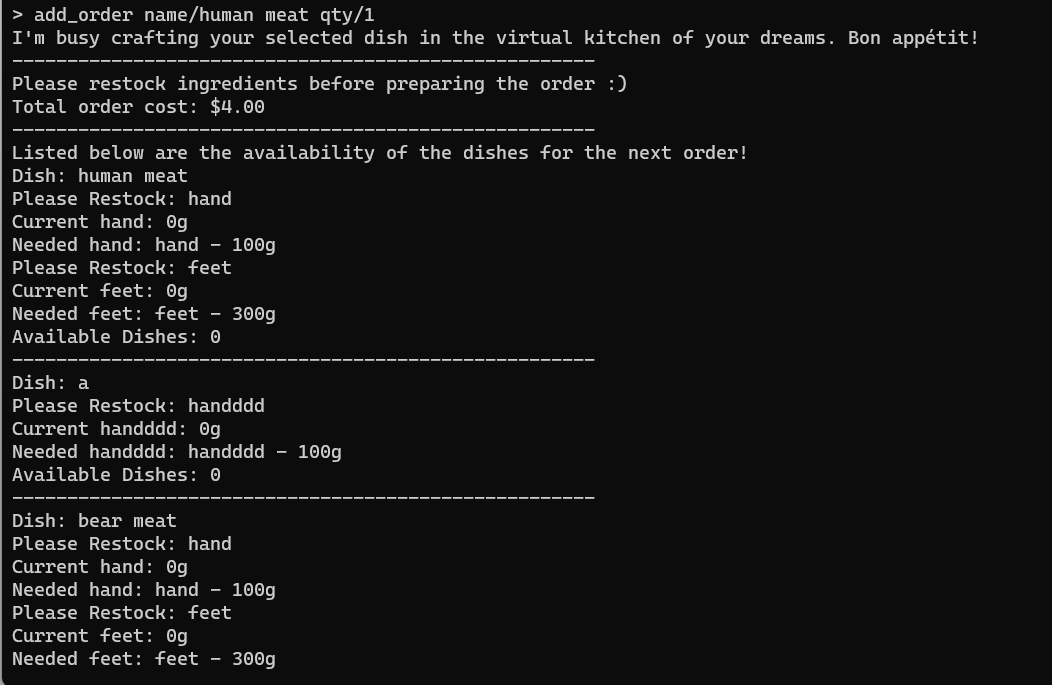 > add_order name/human meat qty/1
I'm busy crafting your selected dish in the virtual kitchen of your dreams. Bon appétit!
-----------------------------------------------------
Please restock ingredients before preparing the order :)
Total order cost: $4.00
-----------------------------------------------------
Listed below are the availability of the dishes for the next order!
Dish: human meat
Please Restock: hand
Current hand: 0g
Needed hand: hand - 100g
Please Restock: feet
Current feet: 0g
Needed feet: feet - 300g
Available Dishes: 0
-----------------------------------------------------
Dish: a
Please Restock: handddd
Current handddd: 0g
Needed handddd: handddd - 100g
Available Dishes: 0
-----------------------------------------------------
Dish: bear meat
Please Restock: hand
Current hand: 0g
Needed hand: hand - 100g
Please Restock: feet
Current feet: 0g
Needed feet: feet - 300g